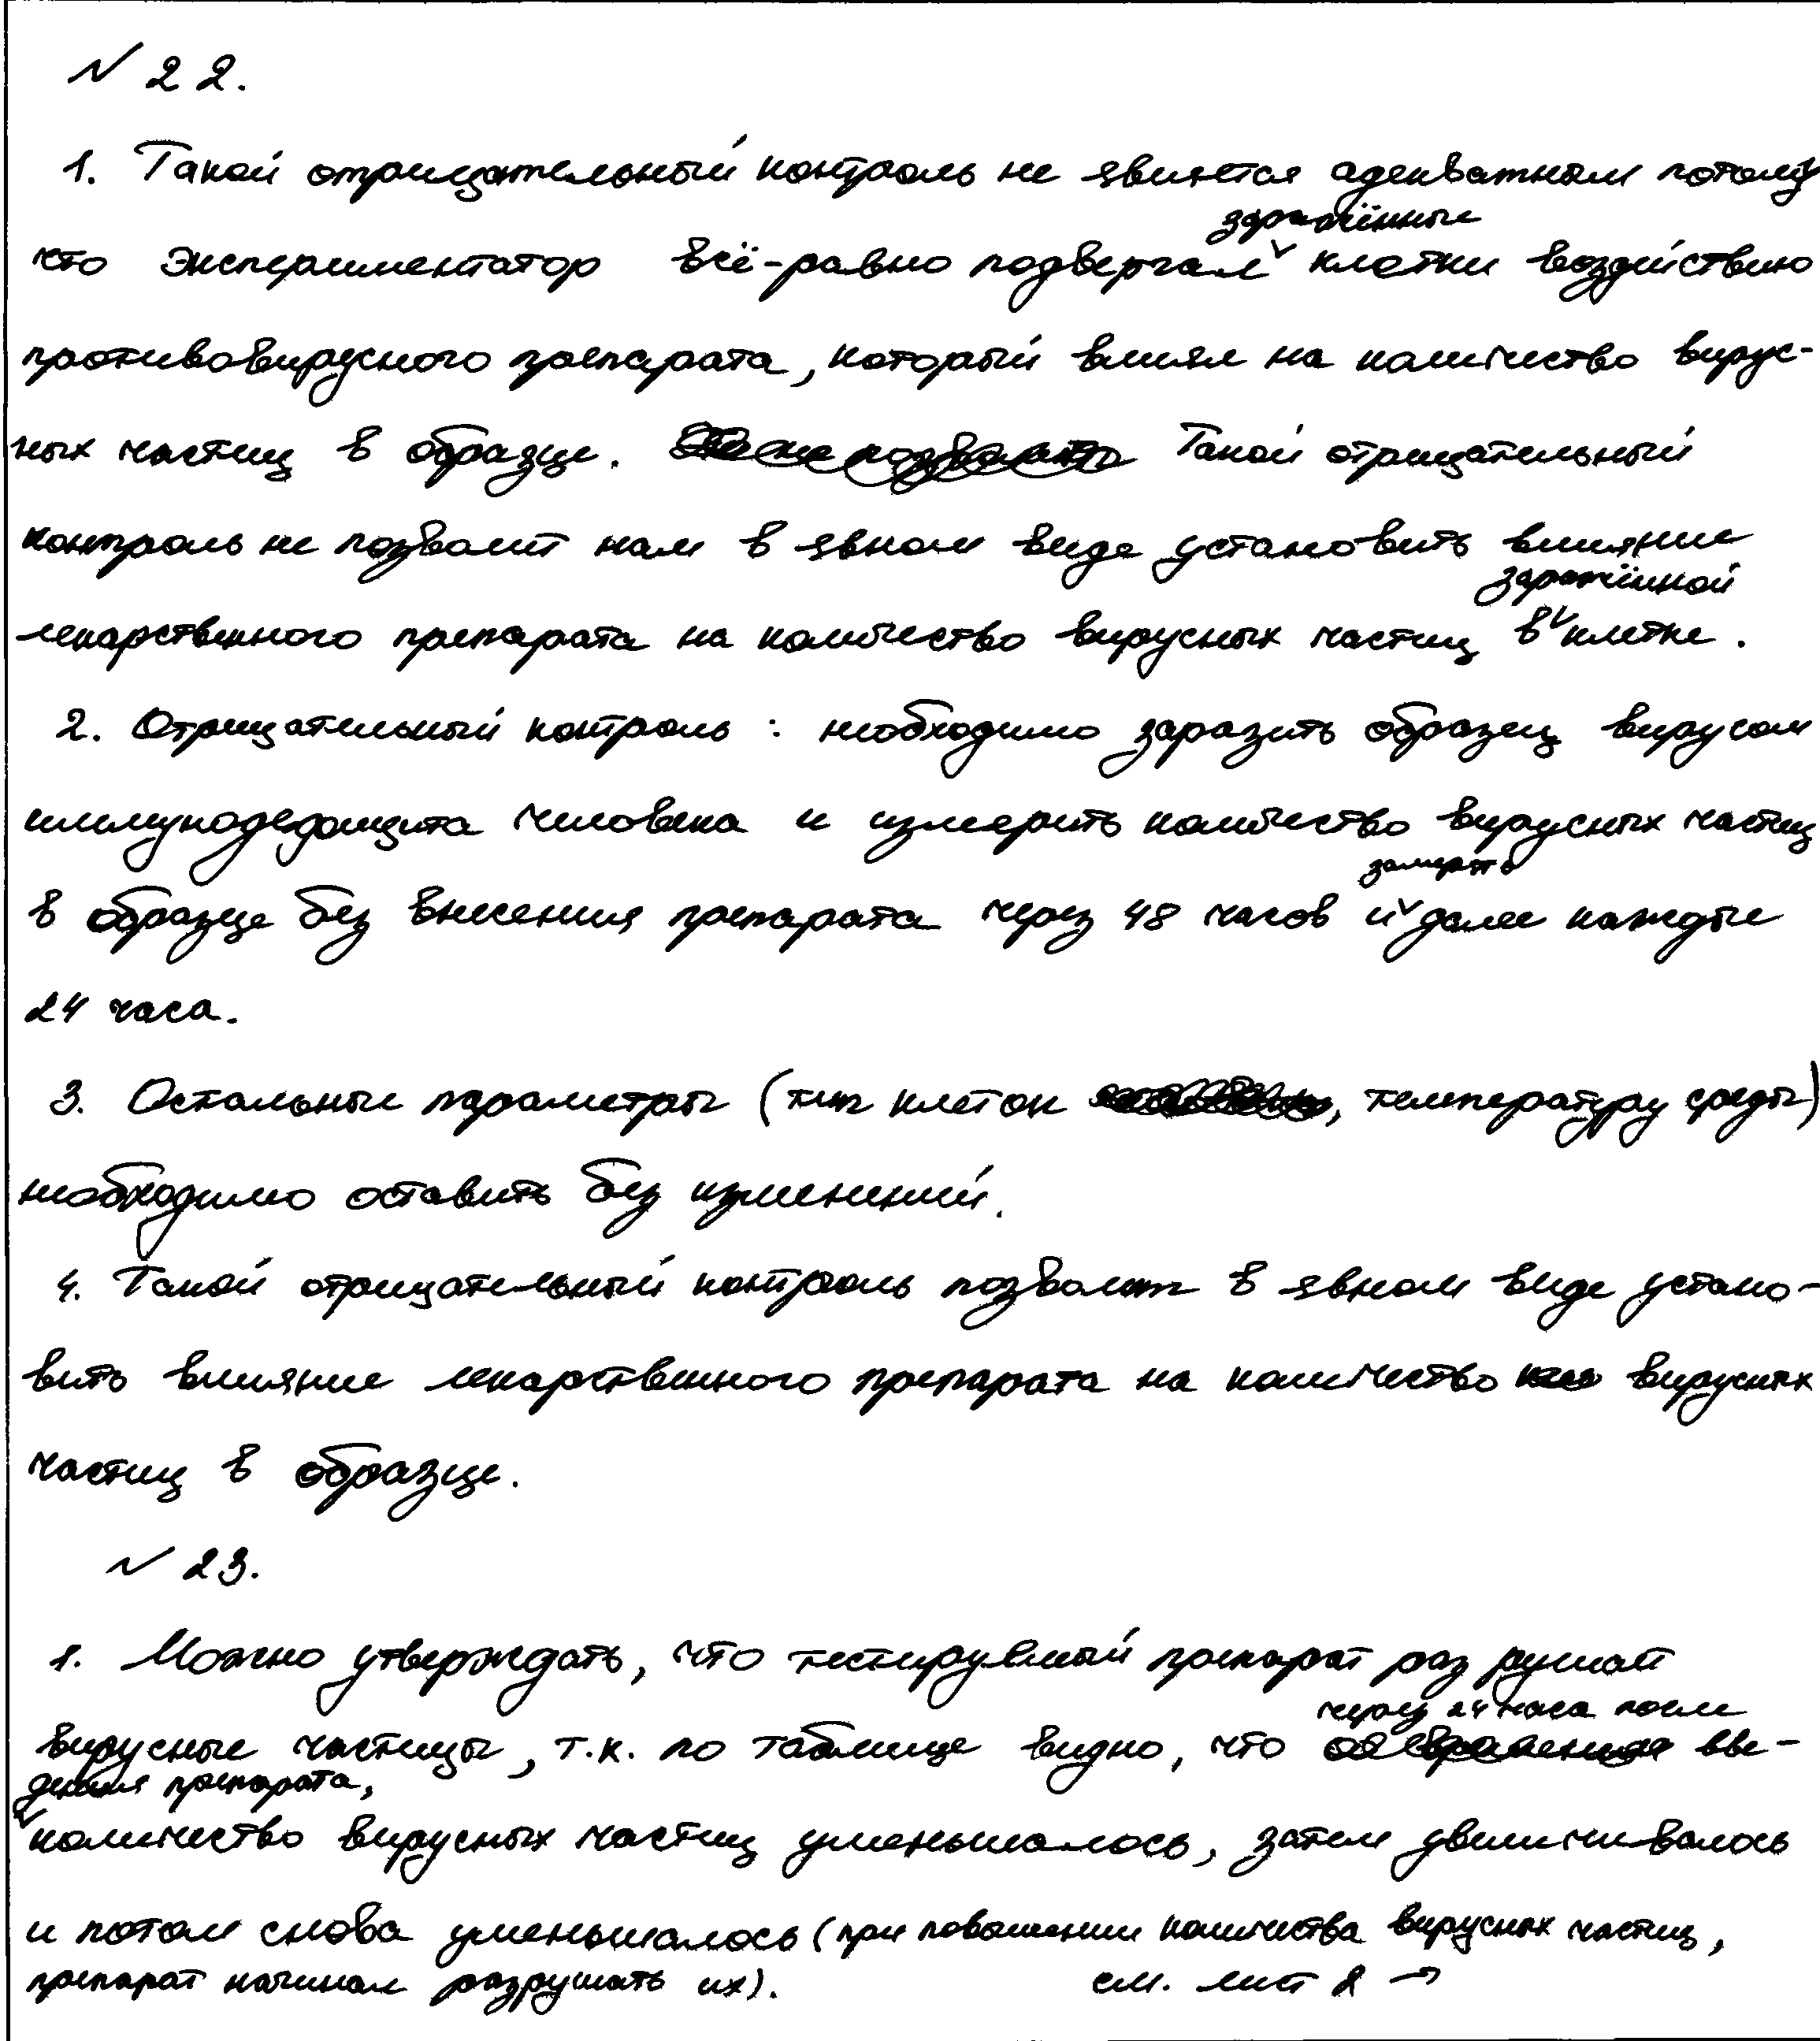 № 22.
1. Такой отрицательный контроль не является адекватным потому
что экспериментатор всё-равно подвергал заражённые клетки воздействию
противовирусного препарата, который влиял на количество вирус-
ных частиц в образце. Такой отрицательный
контроль не позволит нам в явном виде установить влияние
лекарственного препарата на количество вирусных частиц в заражённой клетке.
2. Отрицательный контроль : необходимо заразить образец вирусом
иммунодефицита человека и измерить количество вирусных частиц
в образце без внесения препарата через 48 часов и замерять далее каждые
24 часа.
3. Остальные параметры (тип клеток, температуру среды)
необходимо оставить без изменений.
4. Такой отрицательный контроль позволит в явном виде устано-
вить влияние лекарственного препарата на количество вирусных
частиц в образце.
№ 23.
1. Можно утверждать, что тестируемый препарат разрушает
вирусные частицы, т.к. по таблице видно, что через 24 часа после вве-
дения препарата,
количество вирусных частиц уменьшалось, затем увеличивалось
и потом снова уменьшалось (при повышении количества вирусных частиц,
препарат начинал разрушать их). см. лист 2 →